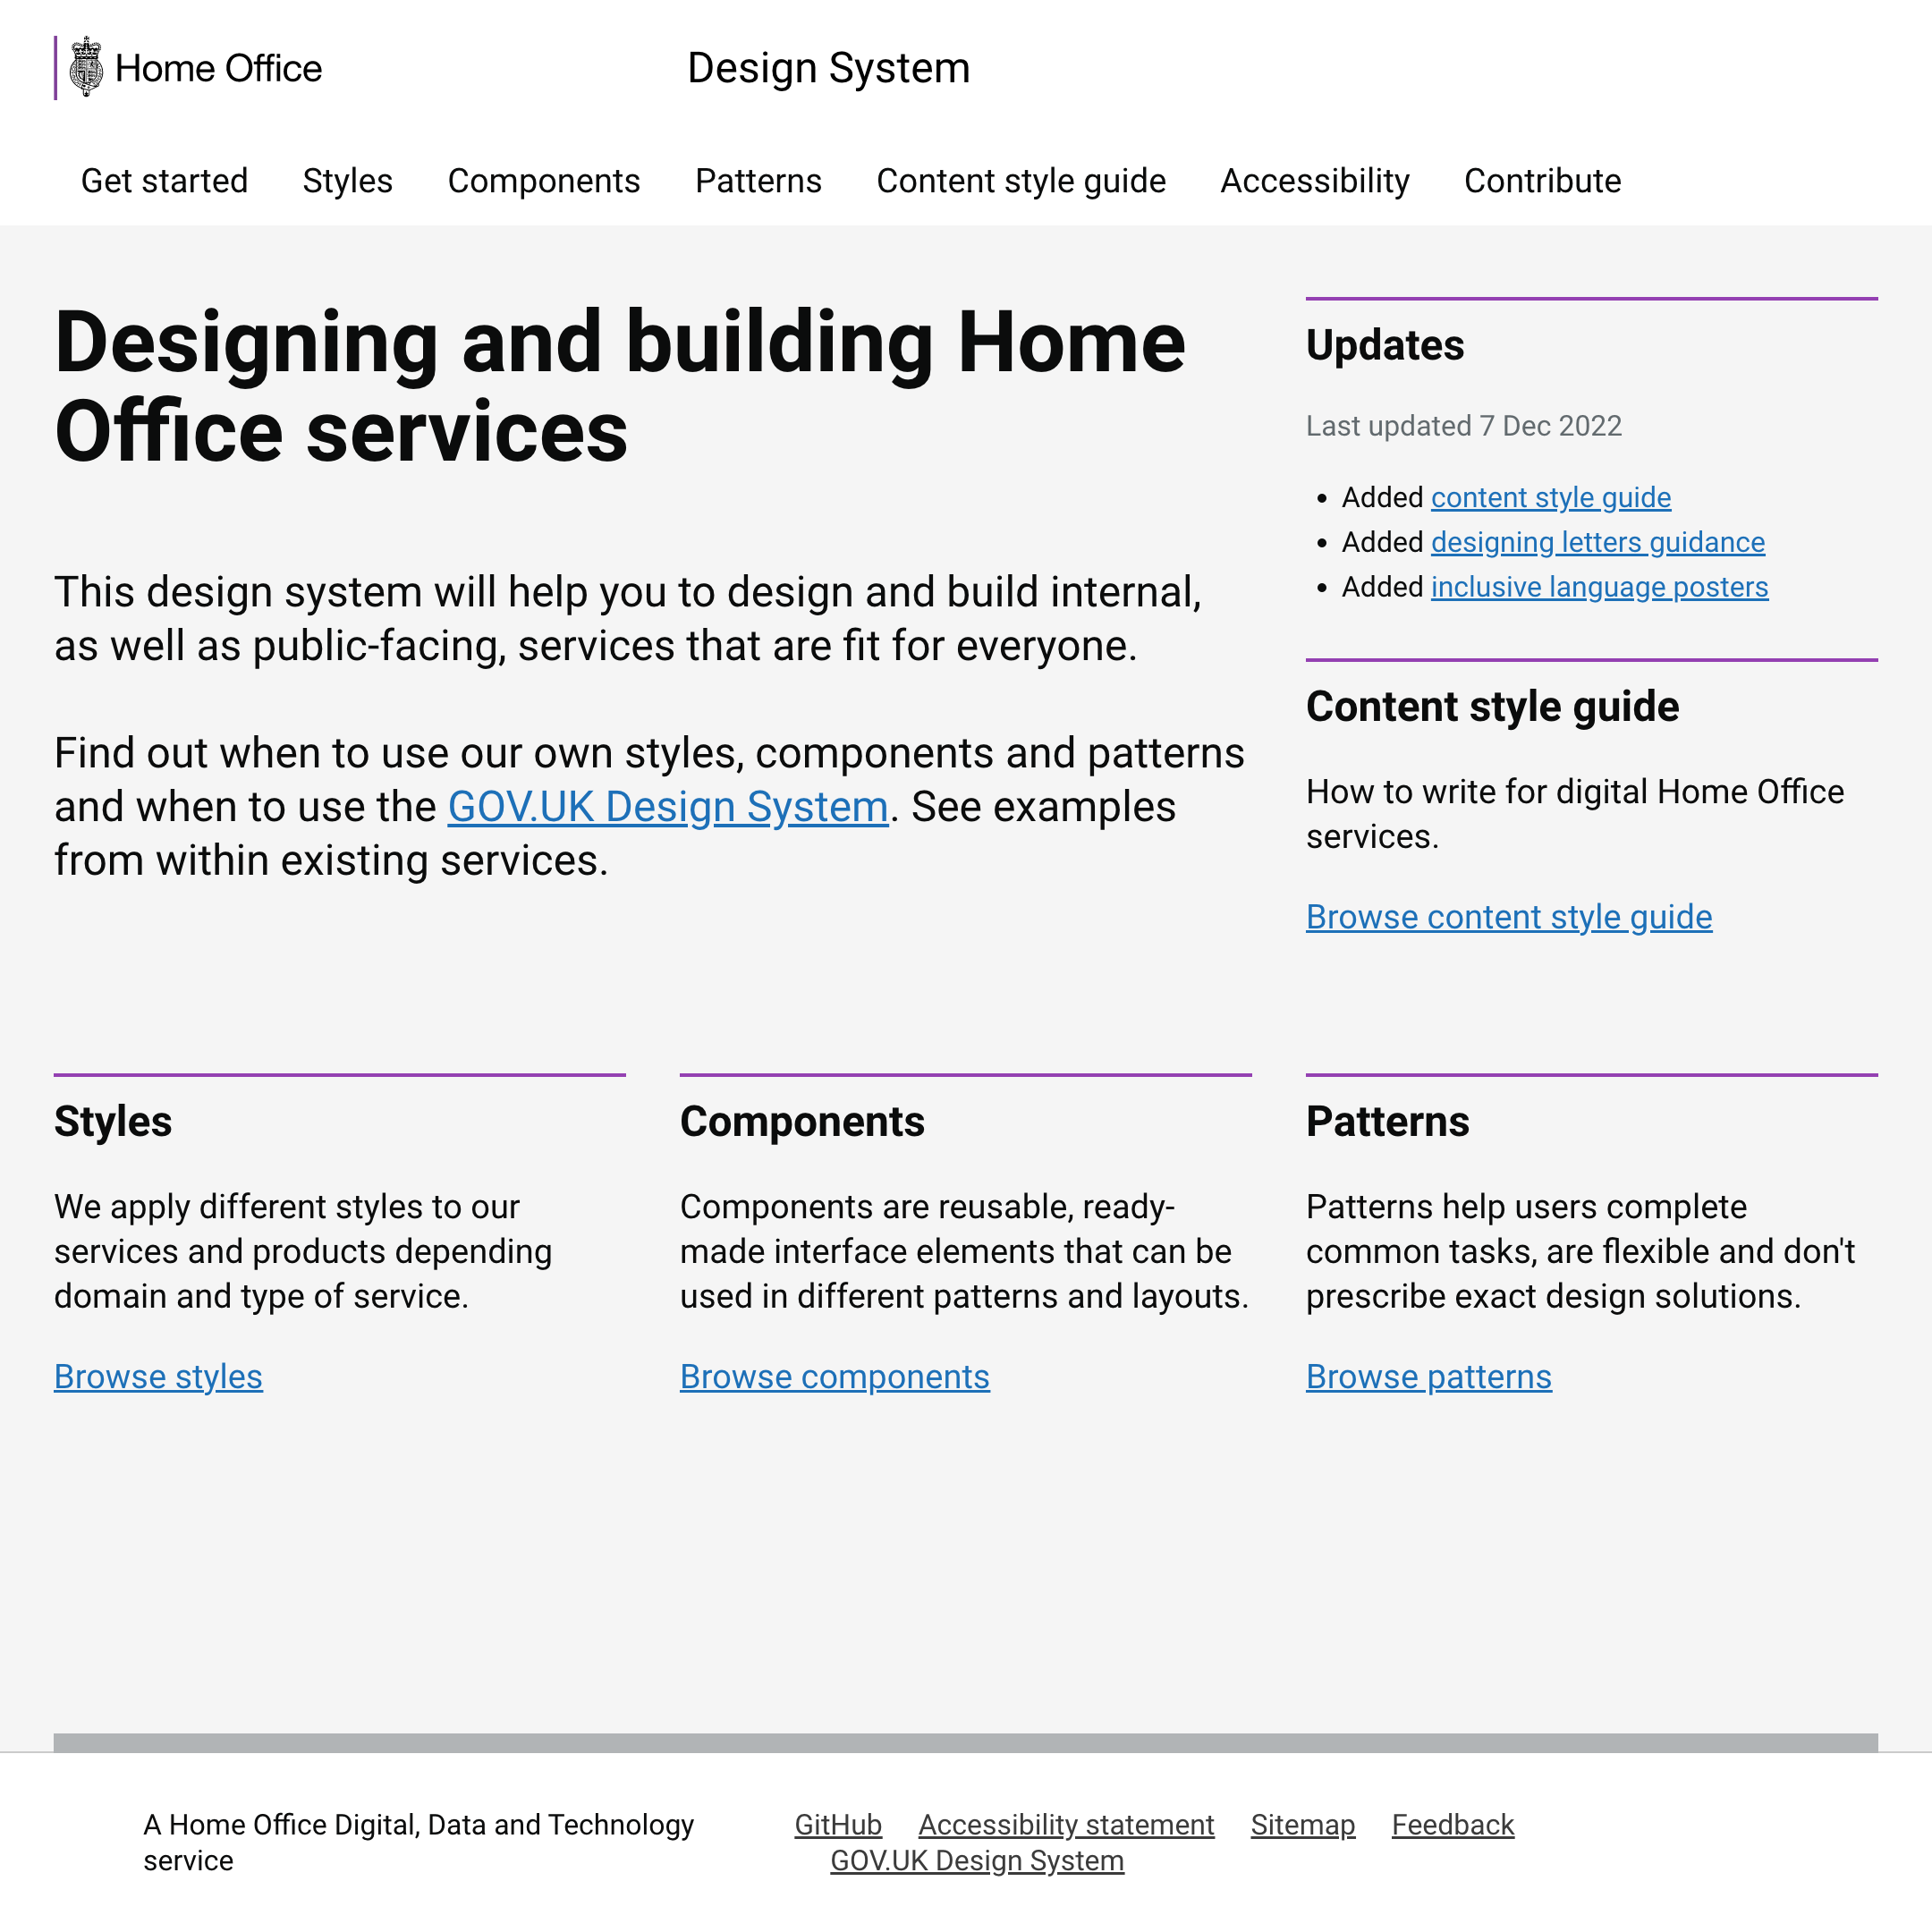 Home Office
Design System
Get started Styles Components Patterns Content style guide Accessibility Contribute
Designing and building Home
Office services
This design system will help you to design and build internal,
as well as public-facing, services that are fit for everyone.
Find out when to use our own styles, components and patterns
and when to use the GOV.UK Design System. See examples
from within existing services.
Updates
Last updated 7 Dec 2022
• Added content style guide
• Added designing letters guidance
• Added inclusive language posters
Content style guide
How to write for digital Home Office
services.
Browse content style guide
Styles
We apply different styles to our
services and products depending
domain and type of service.
Browse styles
Components
Components are reusable, ready-
made interface elements that can be
used in different patterns and layouts.
Browse components
Patterns
Patterns help users complete
common tasks, are flexible and don't
prescribe exact design solutions.
Browse patterns
A Home Office Digital, Data and Technology
service
GitHub Accessibility statement Sitemap Feedback
GOV.UK Design System